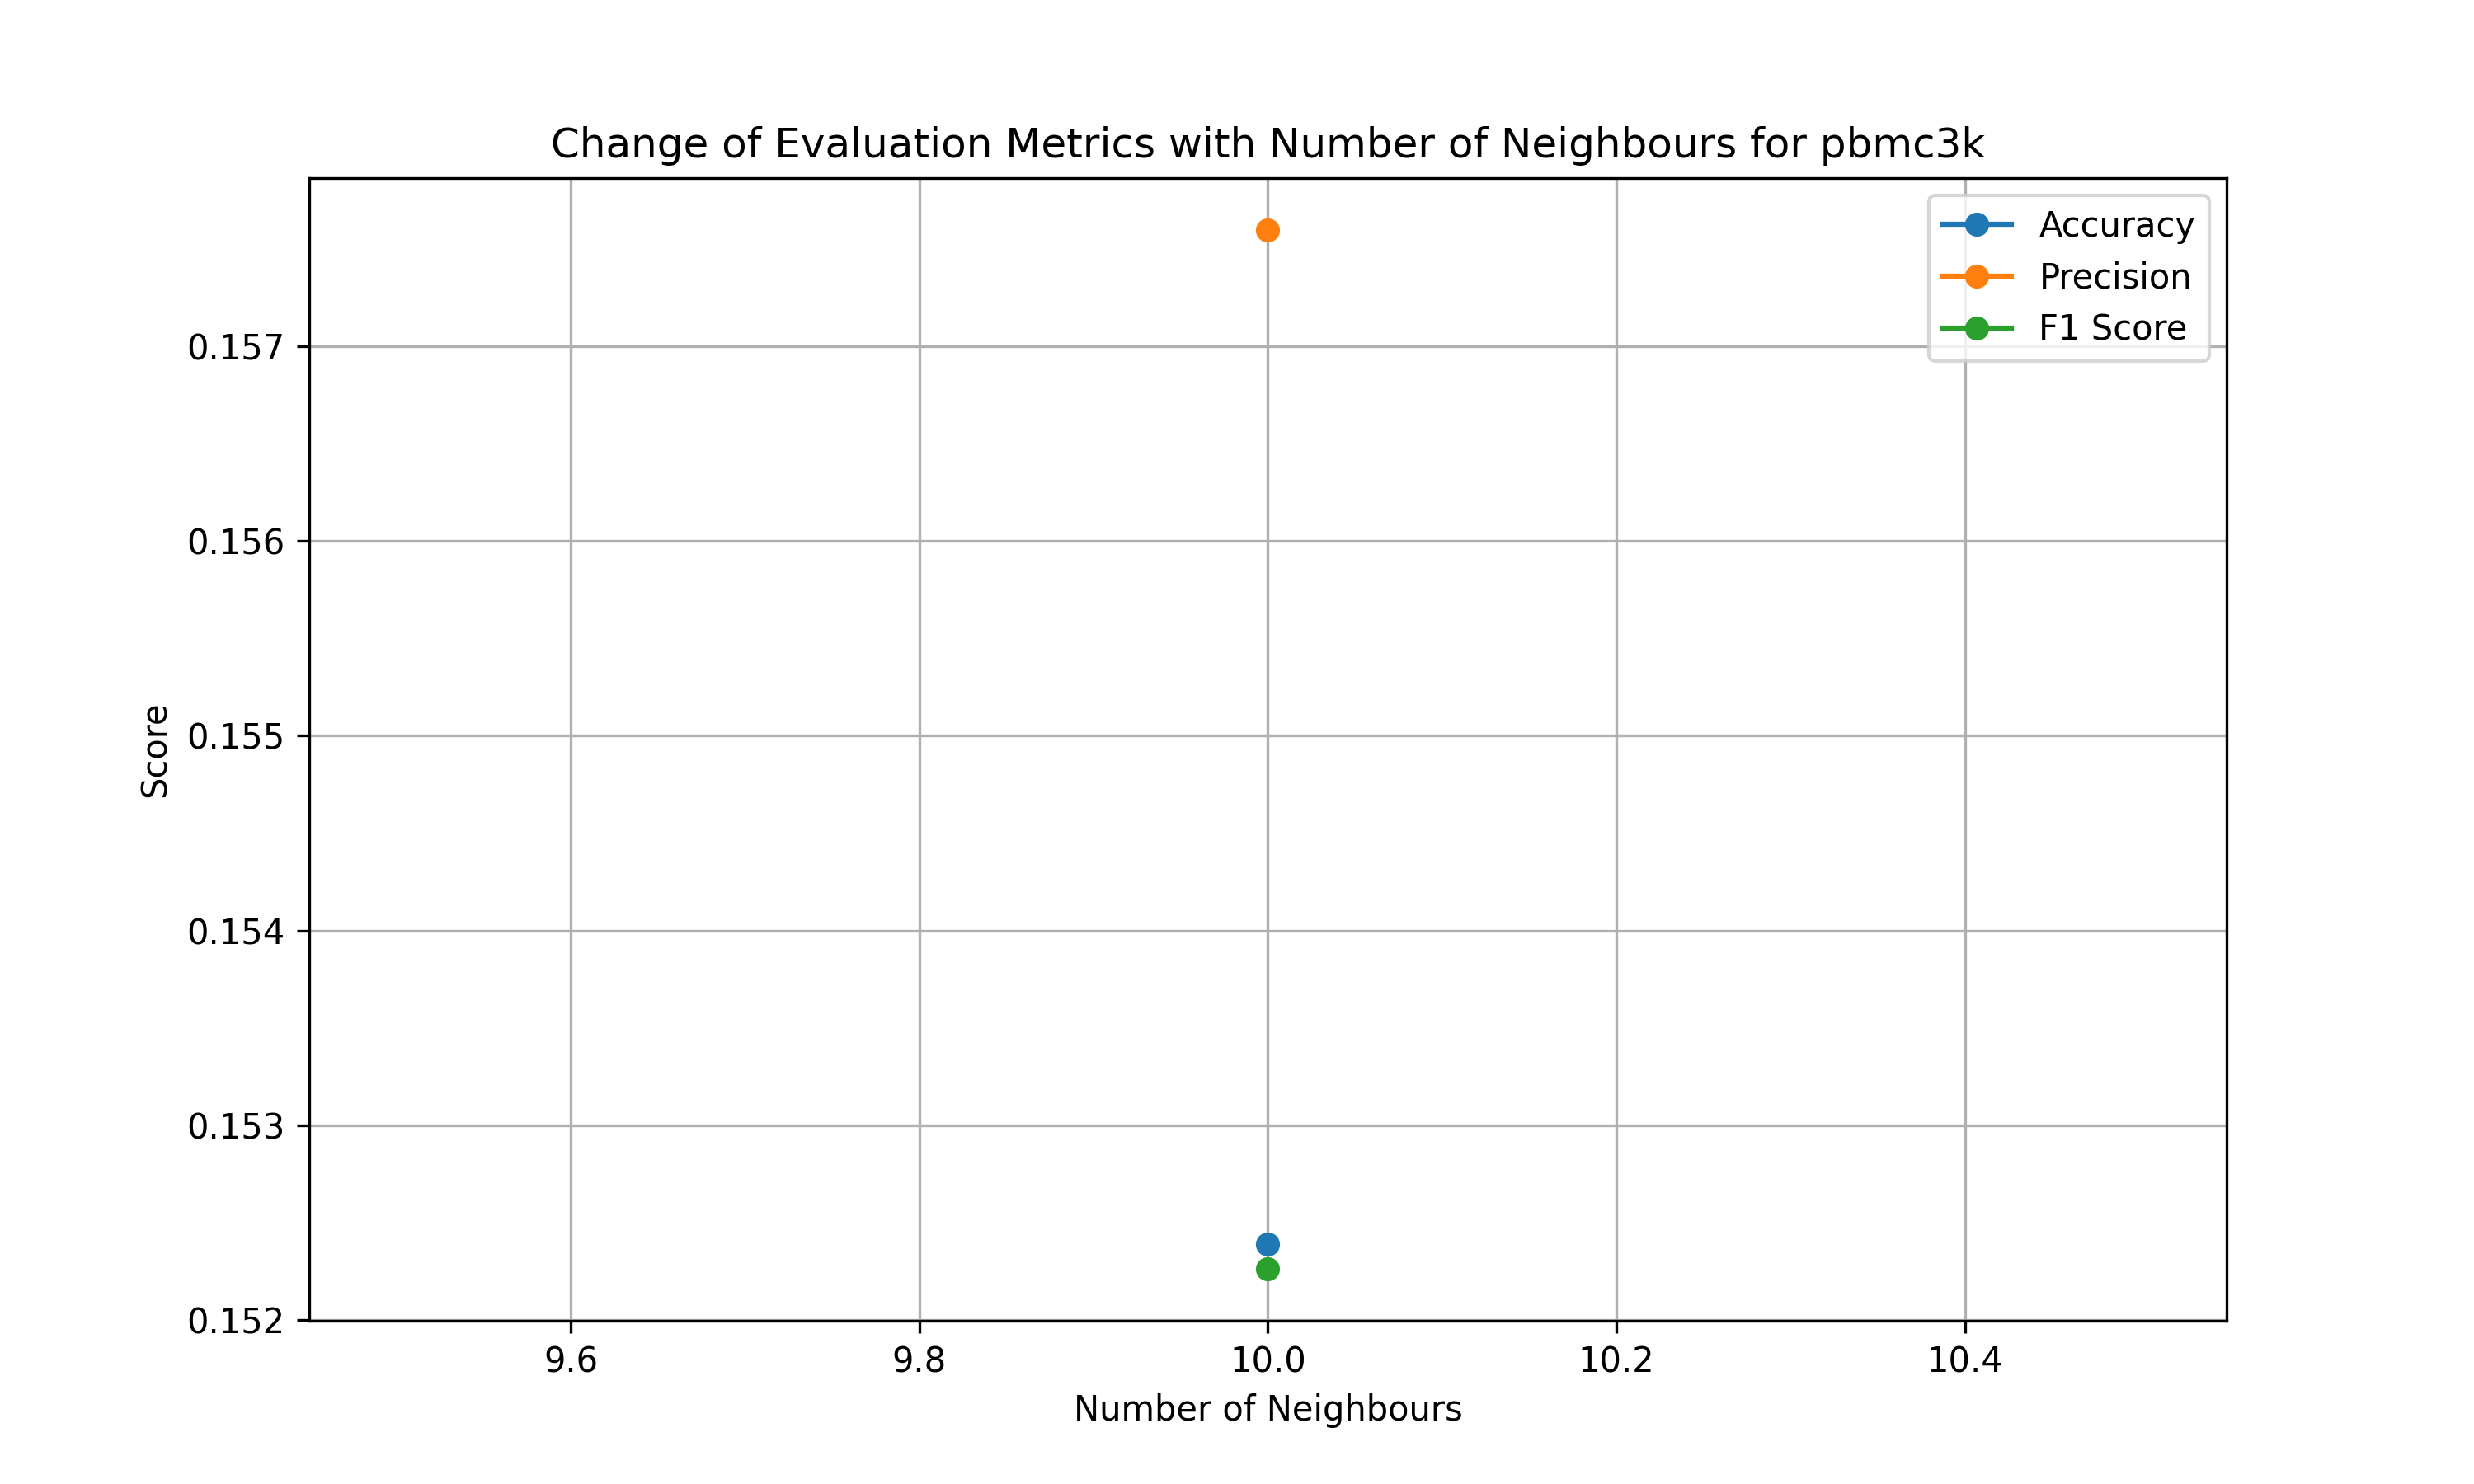 Change of Evaluation Metrics with Number of Neighbours for pbmc3k
Accuracy
Precision
F1 Score
0.157
0.156
0.155
0.154
0.153
0.152
Score
9.6
9.8
10.0
10.2
10.4
Number of Neighbours